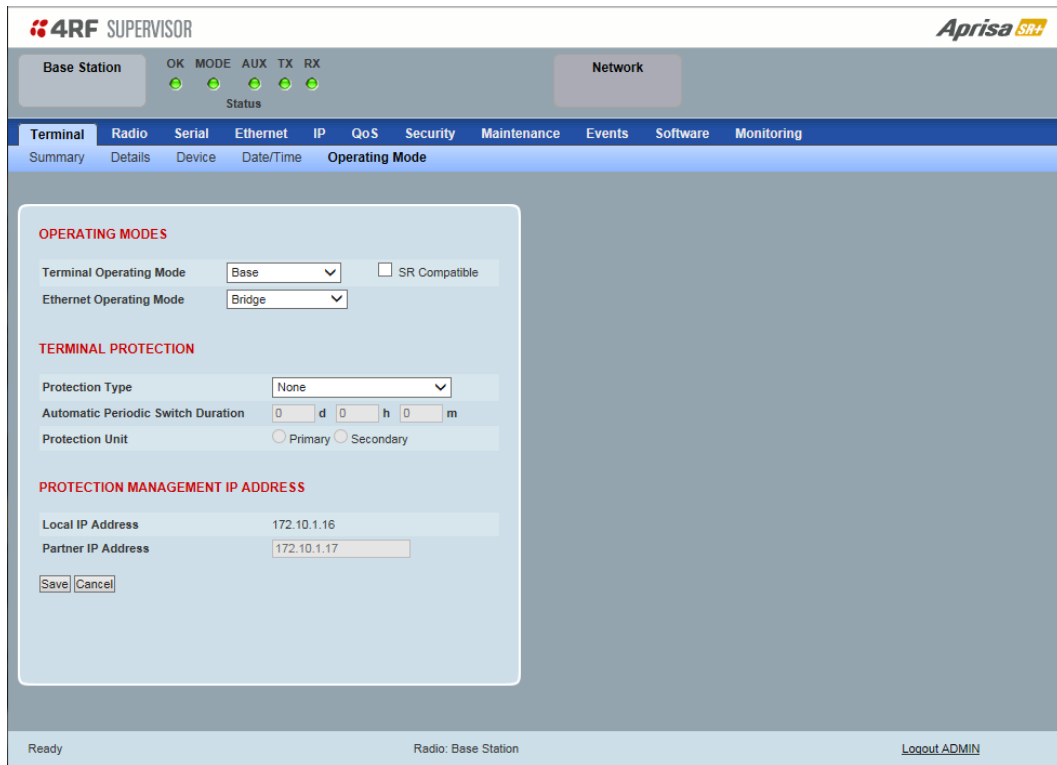 4RF SUPERVISOR
Aprisa SR+
Base Station
OK MODE AUX TX RX
Status
Network
Terminal Radio Serial Ethernet IP QoS Security Maintenance Events Software Monitoring
Summary Details Device Date/Time Operating Mode
OPERATING MODES
Terminal Operating Mode Base SR Compatible
Ethernet Operating Mode Bridge
TERMINAL PROTECTION
Protection Type None
Automatic Periodic Switch Duration 0 d 0 h 0 m
Protection Unit Primary Secondary
PROTECTION MANAGEMENT IP ADDRESS
Local IP Address 172.10.1.16
Partner IP Address 172.10.1.17
Save Cancel
Ready Radio: Base Station Logout ADMIN